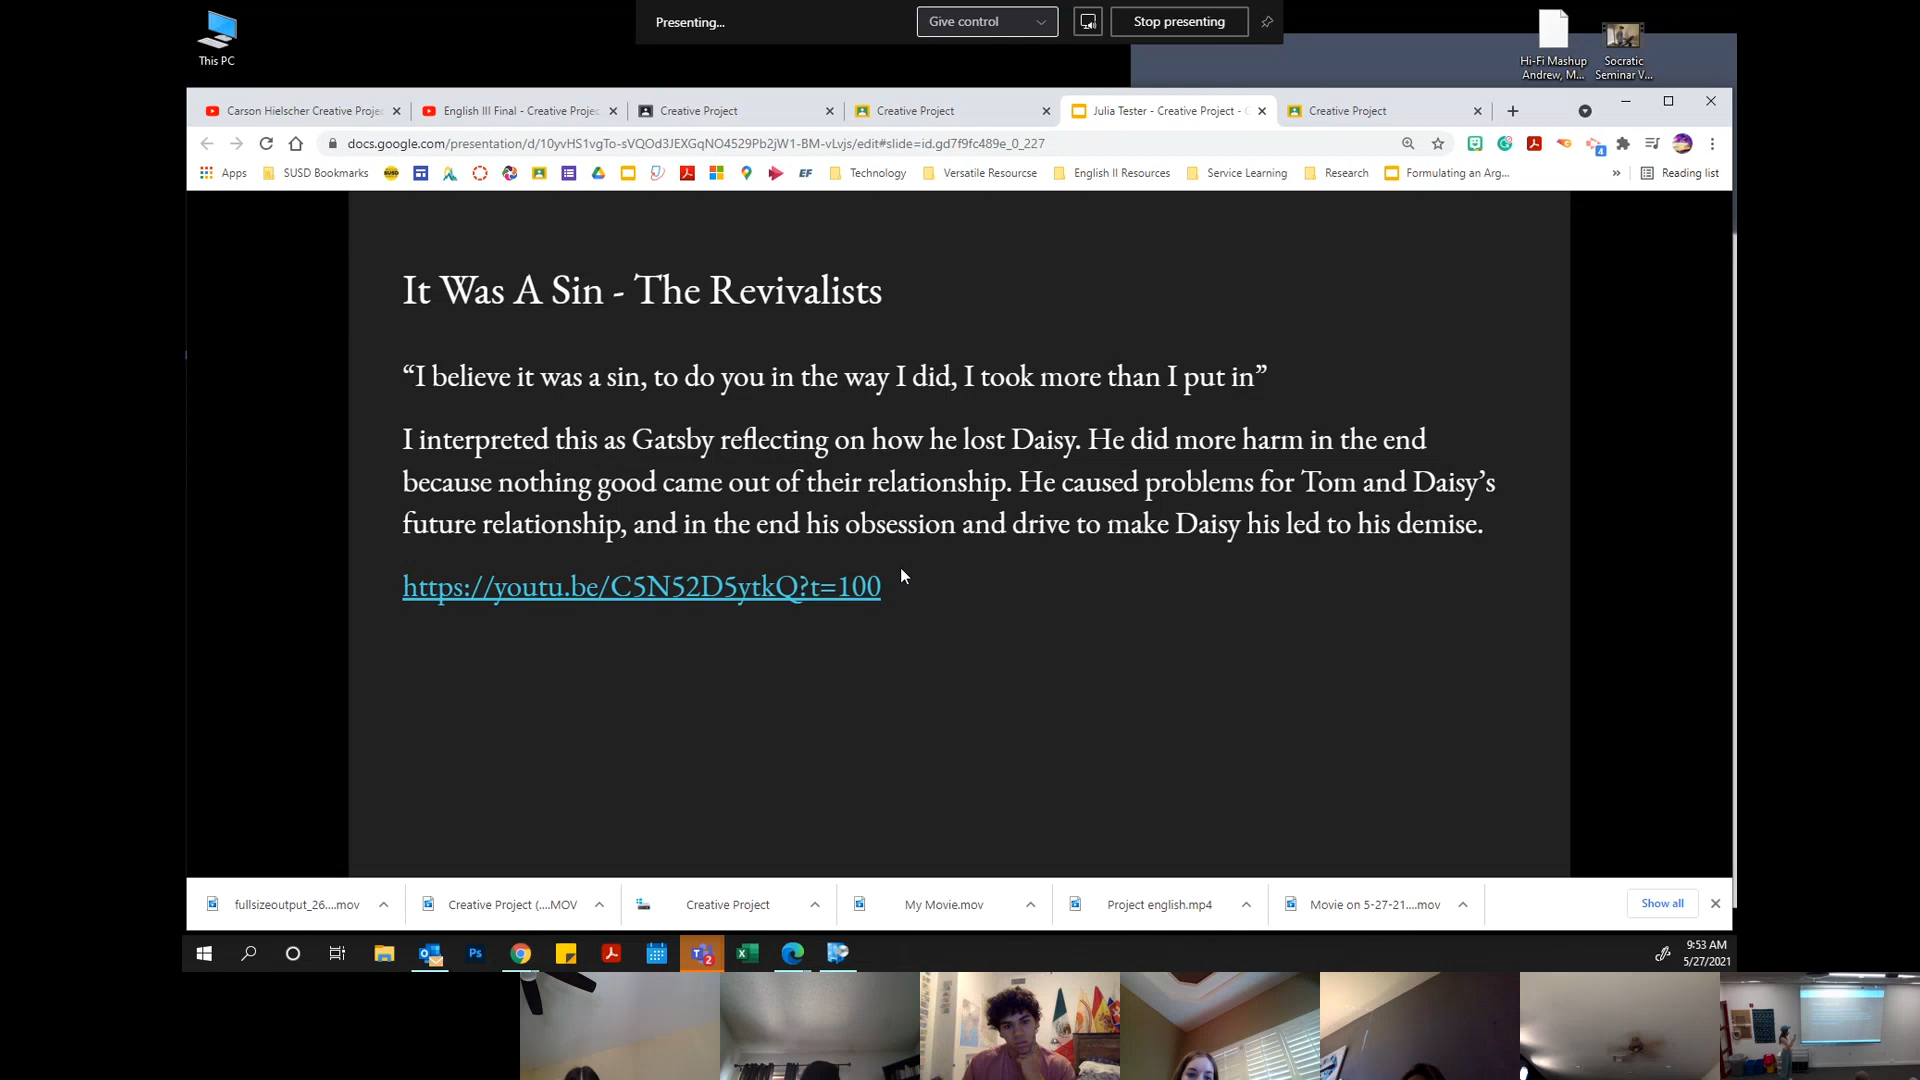 Presenting...
Give control
Stop presenting
This PC
Hi-Fi Mashup
Andrew, M...
Socratic
Seminar V...
Carson Hielscher Creative Projec
English III Final - Creative Projec
Creative Project
Creative Project
Julia Tester - Creative Project - G
Creative Project
docs.google.com/presentation/d/10yvHS1vgTo-sVQOd3JEXGqNO4529Pb2jW1-BM-vLvjs/edit#slide=id.gd7f9fc489e_0_227
Apps
SUSD Bookmarks
EF
Technology
Versatile Resourcse
English II Resources
Service Learning
Research
Formulating an Arg...
»
Reading list
It Was A Sin - The Revivalists
“I believe it was a sin, to do you in the way I did, I took more than I put in”
I interpreted this as Gatsby reflecting on how he lost Daisy. He did more harm in the end
because nothing good came out of their relationship. He caused problems for Tom and Daisy’s
future relationship, and in the end his obsession and drive to make Daisy his led to his demise.
https://youtu.be/C5N52D5ytkQ?t=100
fullsizeoutput_26....mov
Creative Project (....MOV
Creative Project
My Movie.mov
Project english.mp4
Movie on 5-27-21....mov
Show all
Ps
2
9:53 AM
5/27/2021